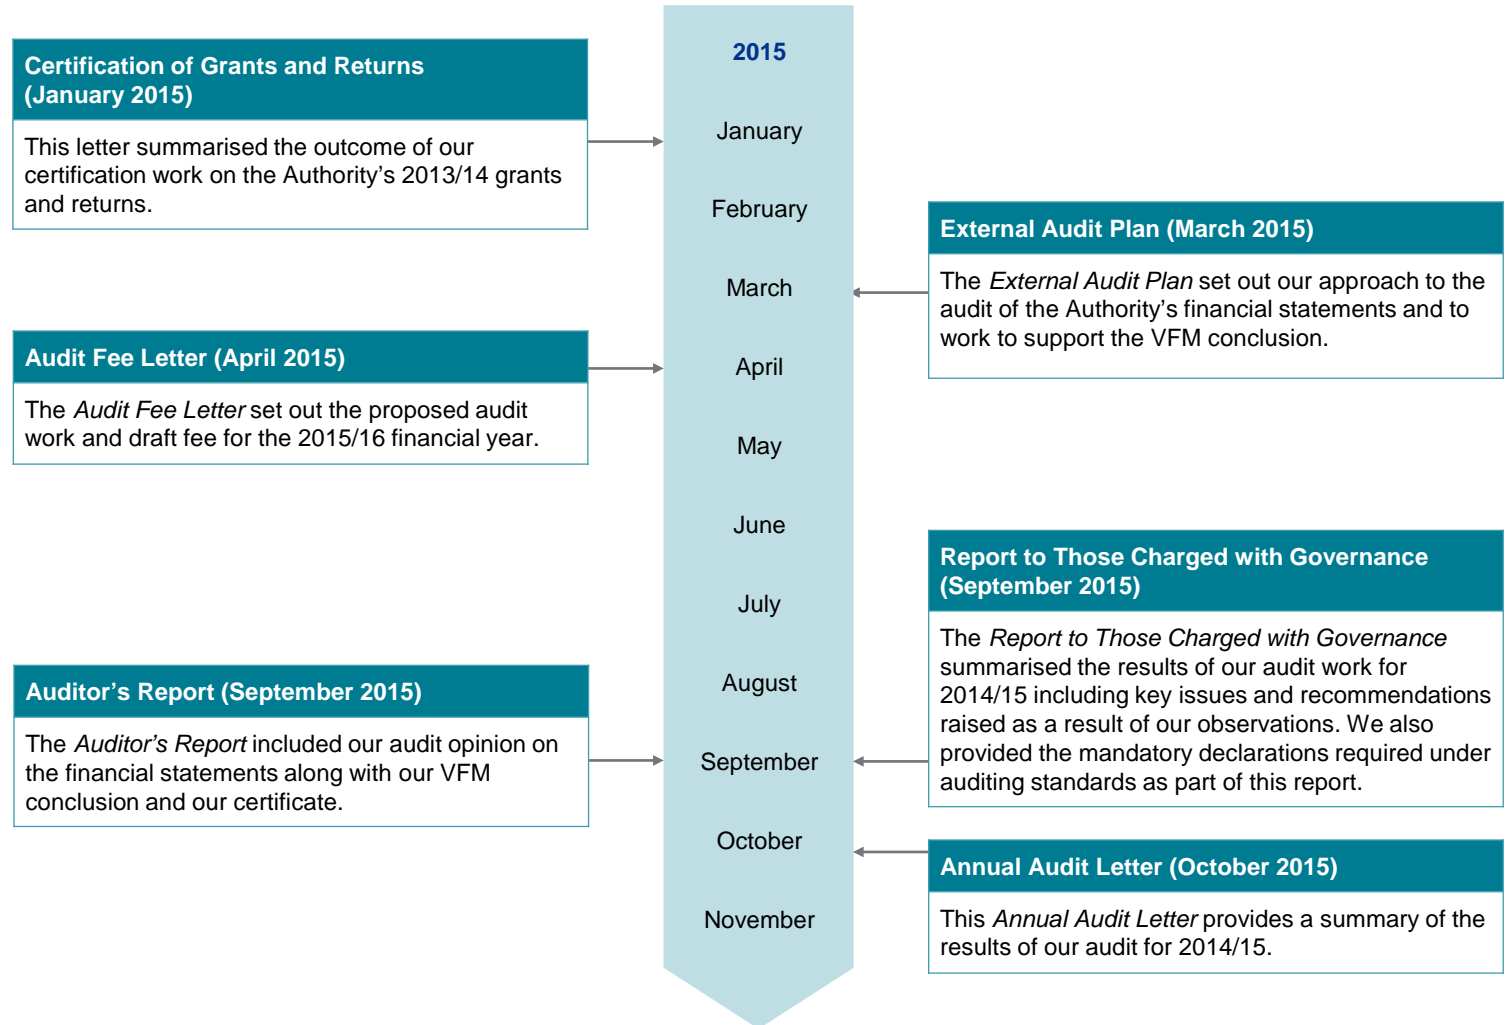 2015
January
February
March
April
May
June
July
August
September
October
November
Certification of Grants and Returns
(January 2015)
This letter summarised the outcome of our
certification work on the Authority’s 2013/14 grants
and returns.
External Audit Plan (March 2015)
The External Audit Plan set out our approach to the
audit of the Authority’s financial statements and to
work to support the VFM conclusion.
Audit Fee Letter (April 2015)
The Audit Fee Letter set out the proposed audit
work and draft fee for the 2015/16 financial year.
Report to Those Charged with Governance
(September 2015)
The Report to Those Charged with Governance
summarised the results of our audit work for
2014/15 including key issues and recommendations
raised as a result of our observations. We also
provided the mandatory declarations required under
auditing standards as part of this report.
Auditor’s Report (September 2015)
The Auditor’s Report included our audit opinion on
the financial statements along with our VFM
conclusion and our certificate.
Annual Audit Letter (October 2015)
This Annual Audit Letter provides a summary of the
results of our audit for 2014/15.